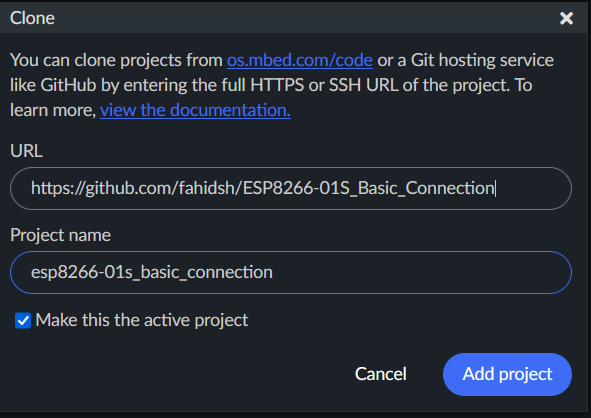 Clone
You can clone projects from os.mbed.com/code or a Git hosting service
like GitHub by entering the full HTTPS or SSH URL of the project. To
learn more, view the documentation.
URL
https://github.com/fahidsh/ESP8266-01S_Basic_Connection
Project name
esp8266-01s_basic_connection
Make this the active project
Cancel Add project